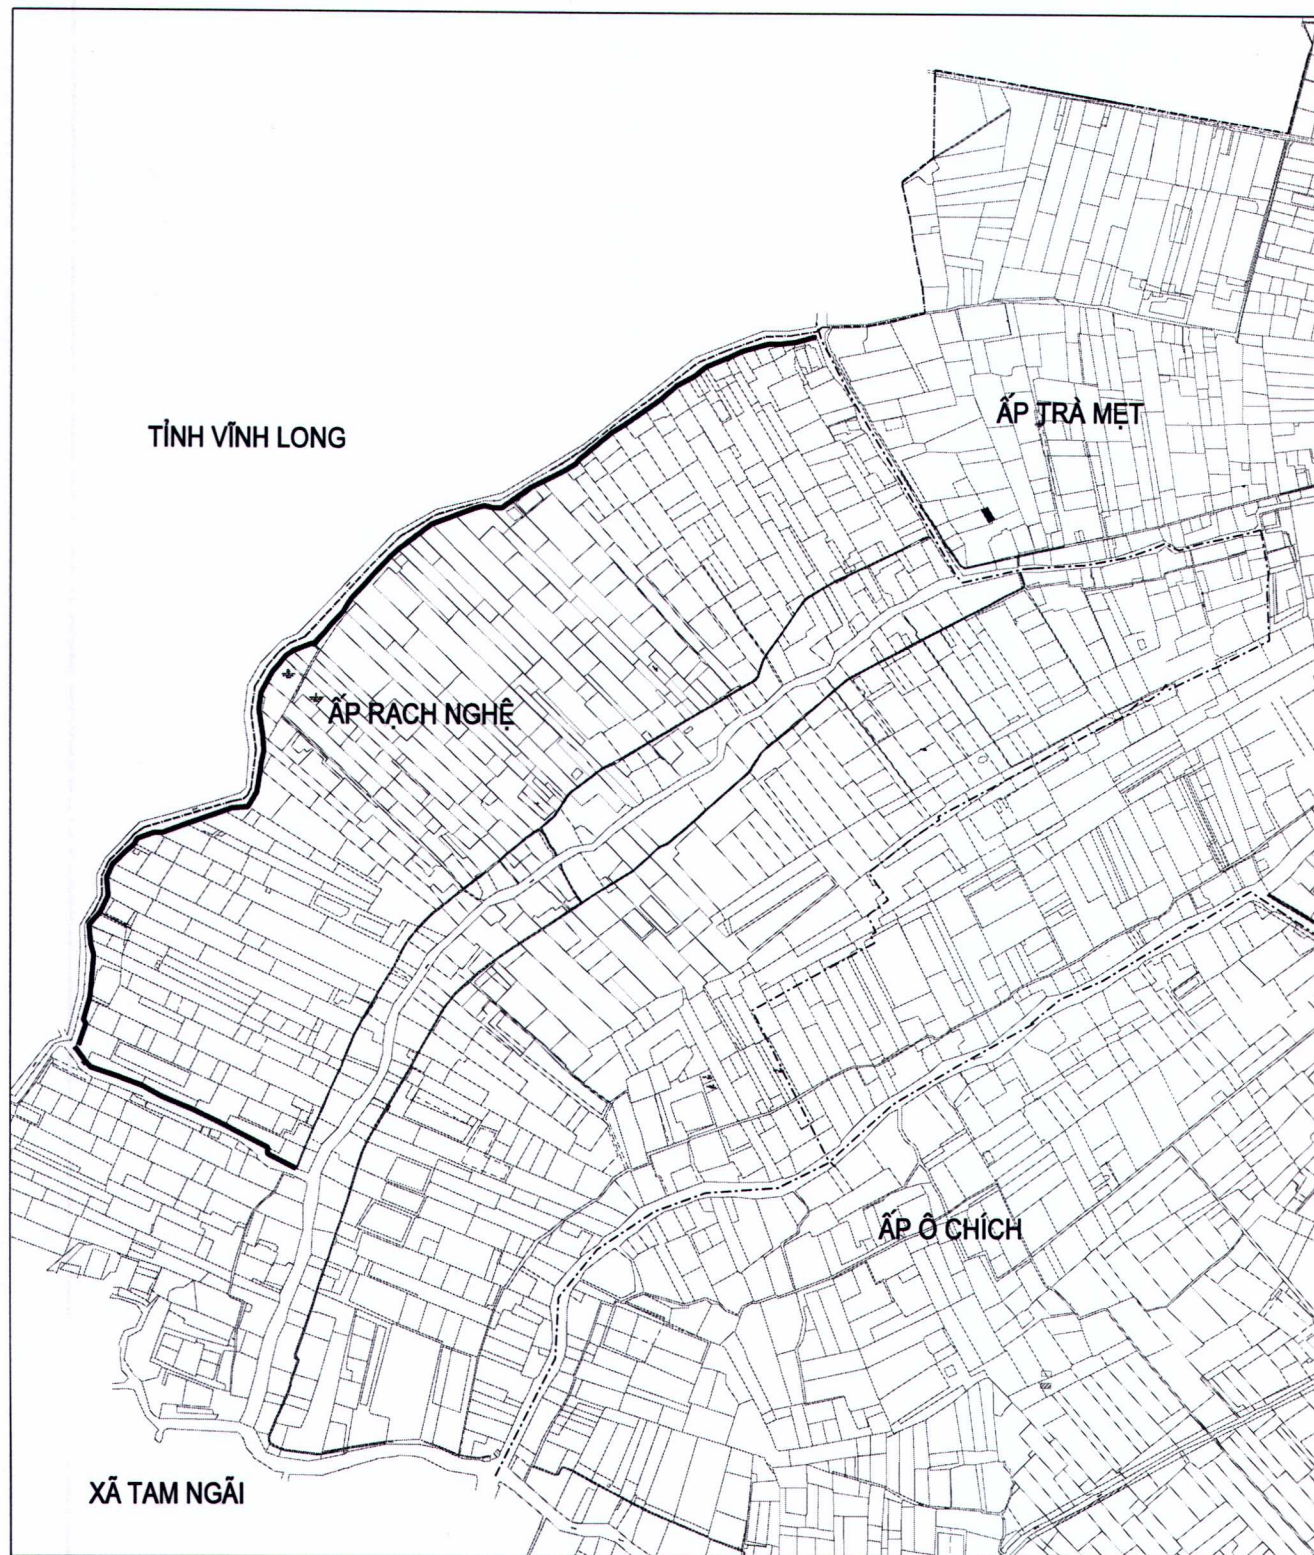 ẤP TRÀ MẸT
TỈNH VĨNH LONG
ẤP RẠCH NGHỆ
ẤP Ô CHÍCH
XÃ TAM NGÃI